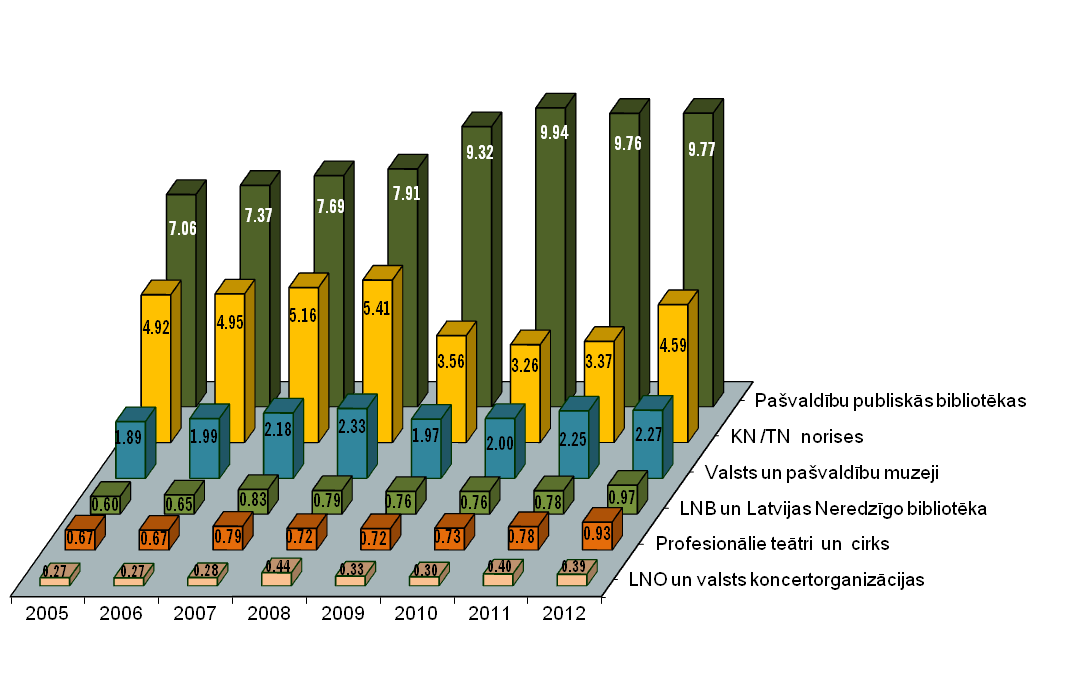 7.06 7.37 7.69 7.91 9.32 9.94 9.76 9.77
Pašvaldību publiskās bibliotēkas
4.92 4.95 5.16 5.41 3.56 3.26 3.37 4.59
KN /TN norises
1.89 1.99 2.18 2.33 1.97 2.00 2.25 2.27
Valsts un pašvaldību muzeji
0.60 0.65 0.83 0.79 0.76 0.76 0.78 0.97
LNB un Latvijas Neredzīgo bibliotēka
0.67 0.67 0.79 0.72 0.72 0.73 0.78 0.93
Profesionālie teātri un cirks
0.27 0.27 0.28 0.44 0.33 0.30 0.40 0.39
LNO un valsts koncertorganizācijas
2005 2006 2007 2008 2009 2010 2011 2012